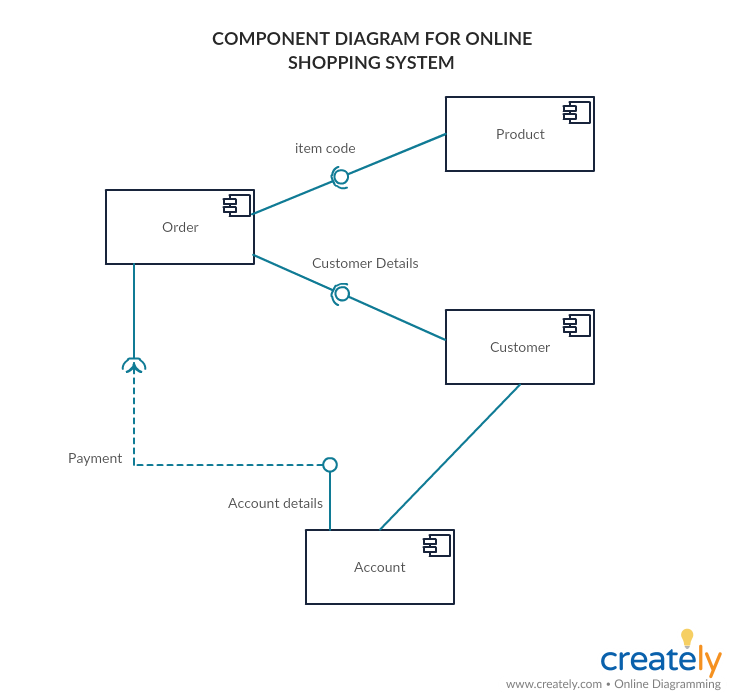 COMPONENT DIAGRAM FOR ONLINE
SHOPPING SYSTEM
Product
item code
Order
Customer Details
Customer
Payment
Account details
Account
creately
www.creately.com • Online Diagramming